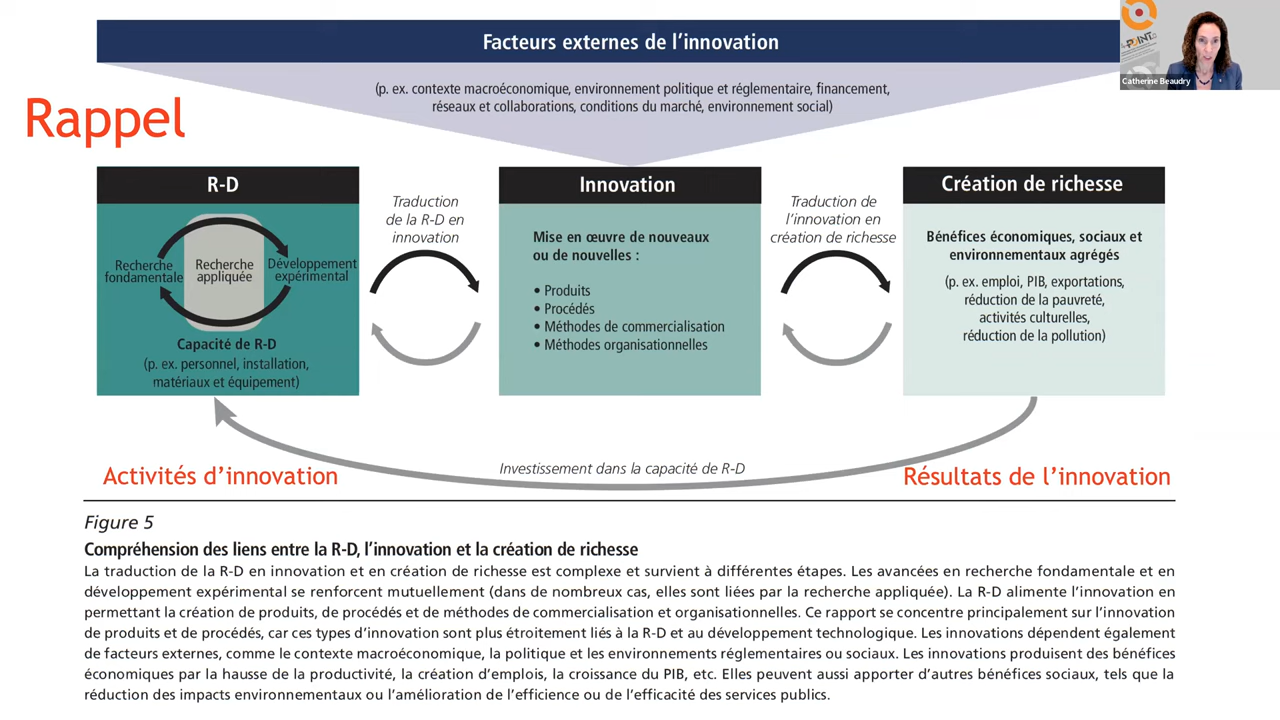 Facteurs externes de l'innovation
(p. ex. contexte macroéconomique, environnement politique et réglementaire, financement,
réseaux et collaborations, conditions du marché, environnement social)
Catherine Beaudry
Rappel
R-D
Recherche
fondamentale
Recherche
appliquée
Développement
expérimental
Capacité de R-D
(p. ex. personnel, installation,
matériaux et équipement)
Traduction
de la R-D en
innovation
Innovation
Mise en œuvre de nouveaux
ou de nouvelles :
• Produits
• Procédés
• Méthodes de commercialisation
• Méthodes organisationnelles
Traduction de
l'innovation en
création de richesse
Création de richesse
Bénéfices économiques, sociaux et
environnementaux agrégés
(p. ex. emploi, PIB, exportations,
réduction de la pauvreté,
activités culturelles,
réduction de la pollution)
Activités d'innovation
Investissement dans la capacité de R-D
Résultats de l'innovation
Figure 5
Compréhension des liens entre la R-D, l'innovation et la création de richesse
La traduction de la R-D en innovation et en création de richesse est complexe et survient à différentes étapes. Les avancées en recherche fondamentale et en
développement expérimental se renforcent mutuellement (dans de nombreux cas, elles sont liées par la recherche appliquée). La R-D alimente l'innovation en
permettant la création de produits, de procédés et de méthodes de commercialisation et organisationnelles. Ce rapport se concentre principalement sur l'innovation
de produits et de procédés, car ces types d'innovation sont plus étroitement liés à la R-D et au développement technologique. Les innovations dépendent également
de facteurs externes, comme le contexte macroéconomique, la politique et les environnements réglementaires ou sociaux. Les innovations produisent des bénéfices
économiques par la hausse de la productivité, la création d'emplois, la croissance du PIB, etc. Elles peuvent aussi apporter d'autres bénéfices sociaux, tels que la
réduction des impacts environnementaux ou l'amélioration de l'efficience ou de l'efficacité des services publics.